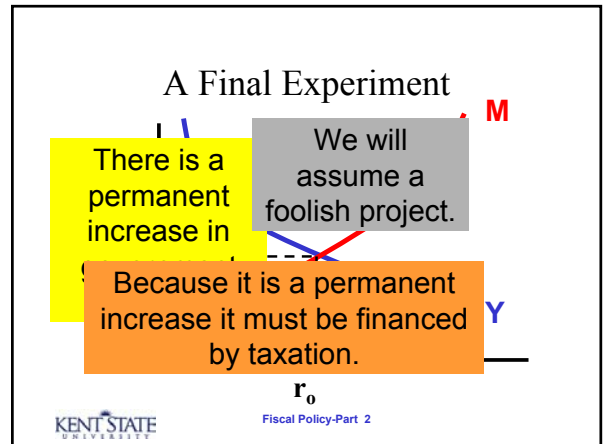 A Final Experiment
M
There is a
permanent
increase in
We will
assume a
foolish project.
Because it is a permanent
increase it must be financed
by taxation.
Y
r₀
KENT STATE
UNIVERSITY
Fiscal Policy-Part 2